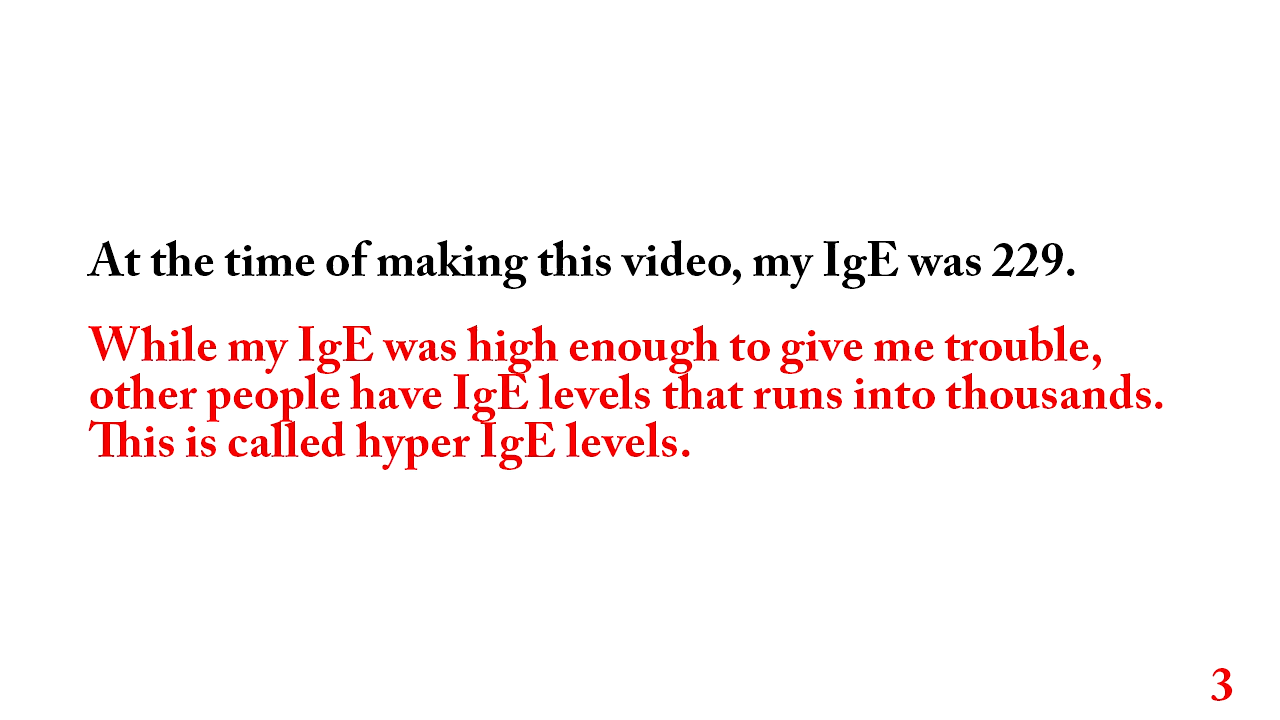 At the time of making this video, my IgE was 229.
While my IgE was high enough to give me trouble,
other people have IgE levels that runs into thousands.
This is called hyper IgE levels.
3